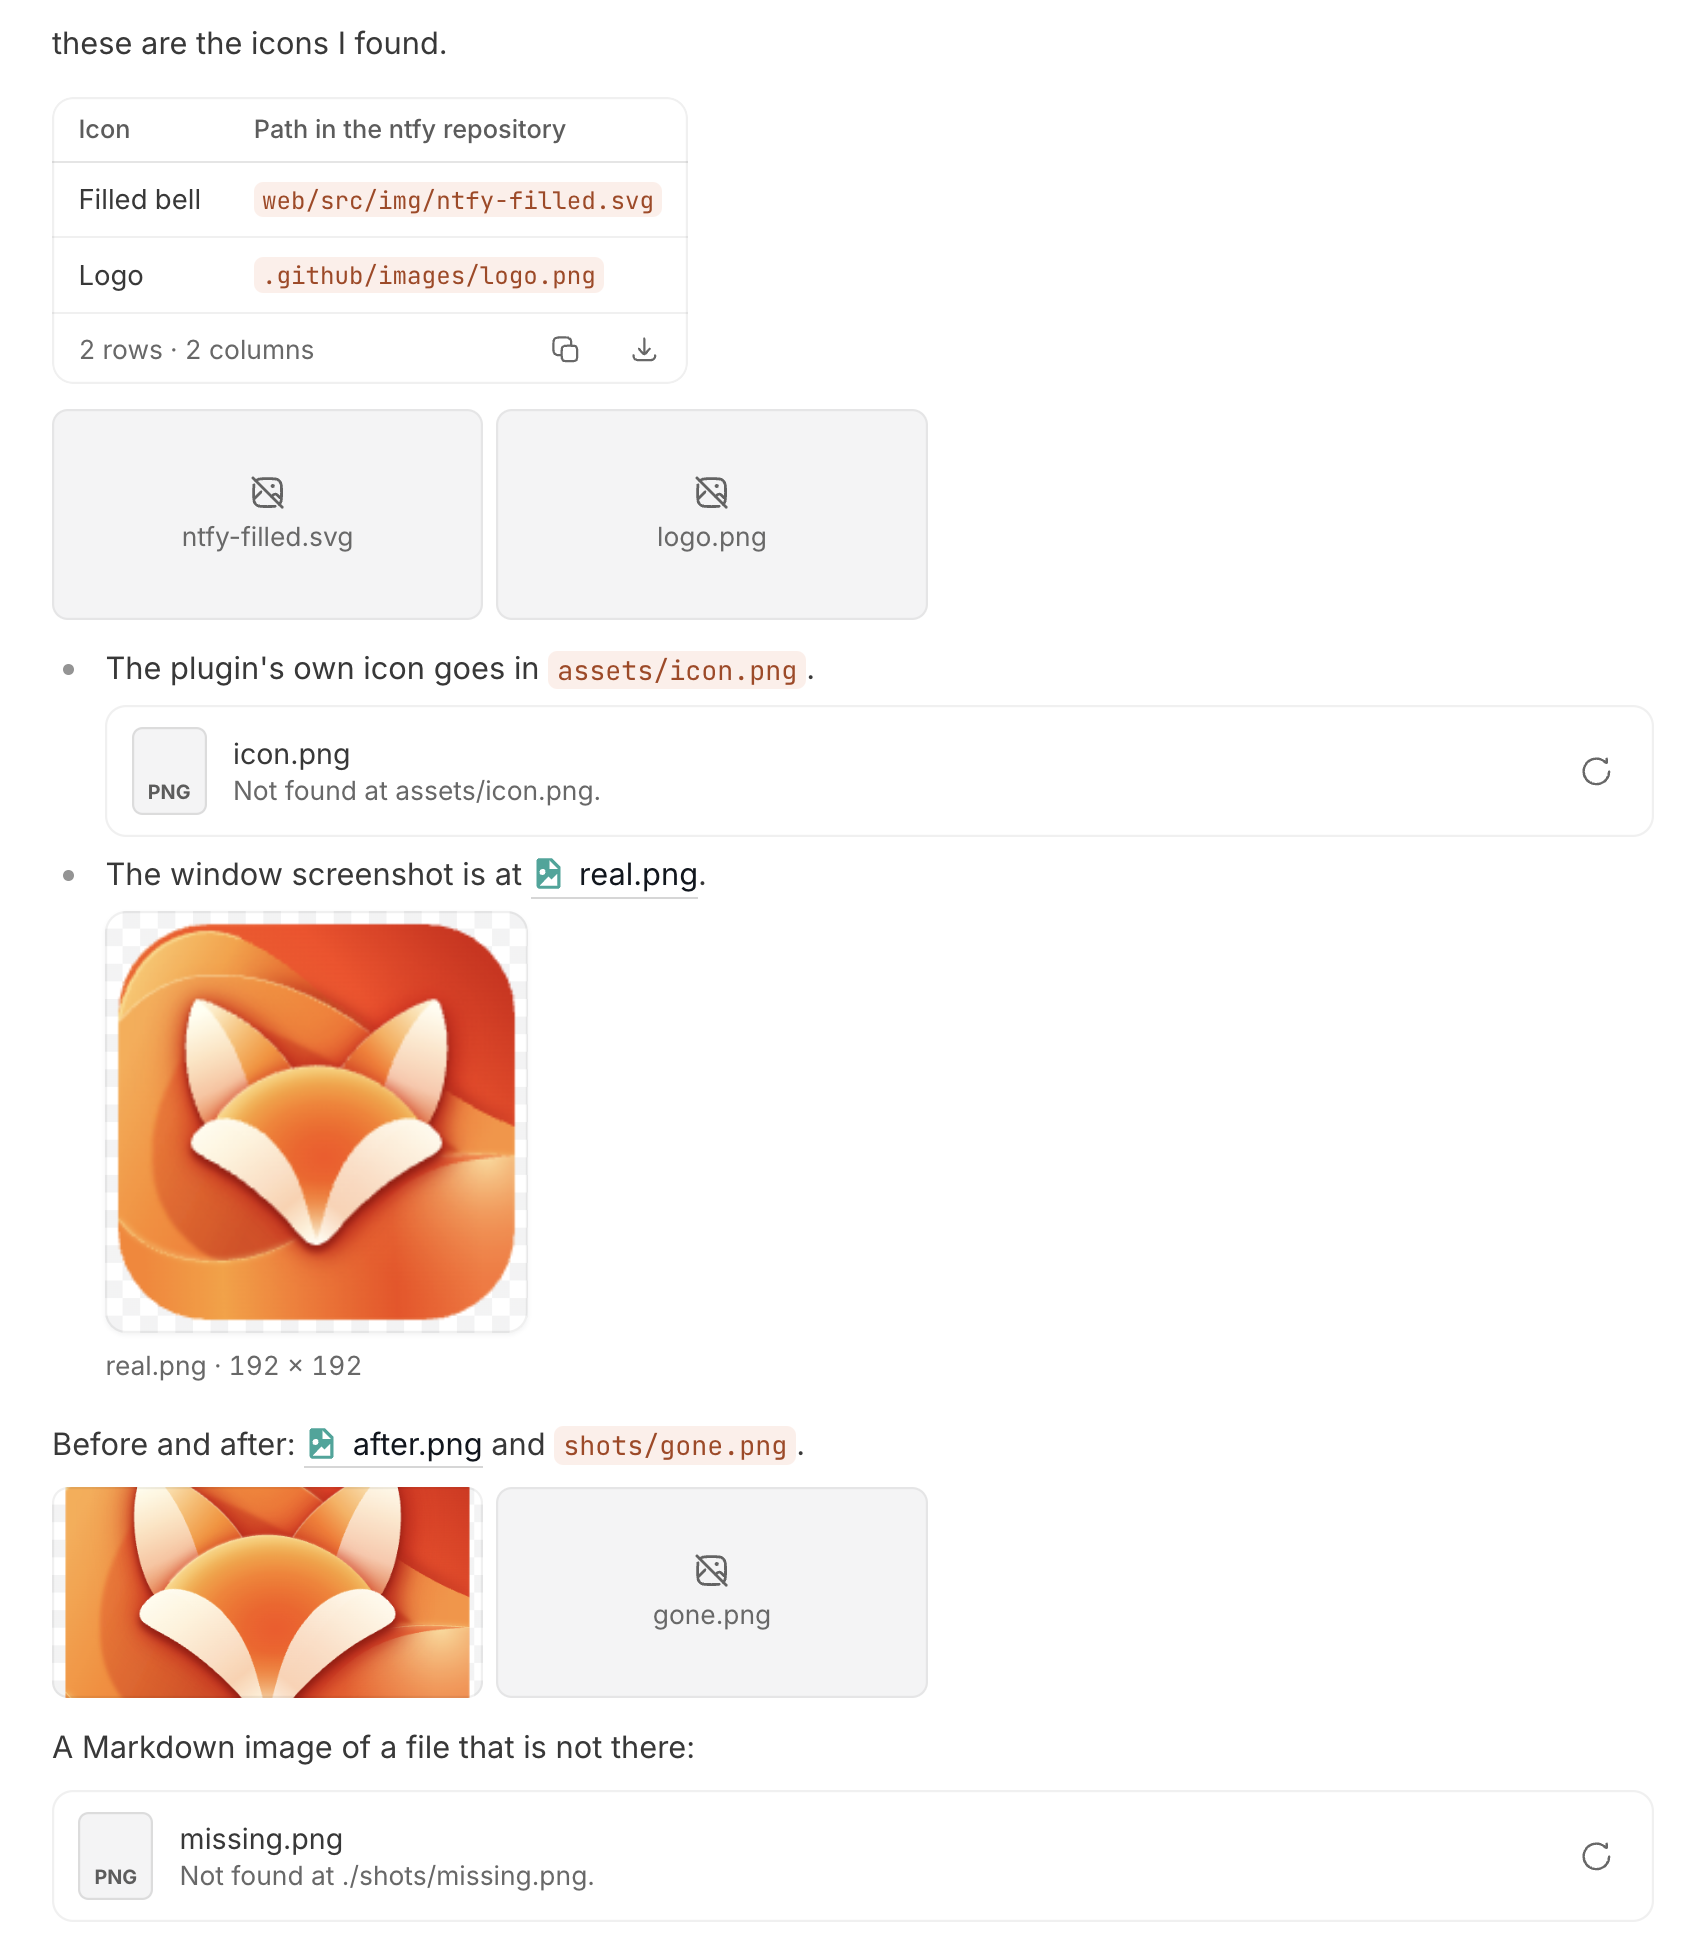 these are the icons I found.
Icon Path in the ntfy repository
Filled bell web/src/img/ntfy-filled.svg
Logo .github/images/logo.png
2 rows · 2 columns
ntfy-filled.svg logo.png
The plugin's own icon goes in assets/icon.png.
icon.png
PNG Not found at assets/icon.png.
The window screenshot is at real.png.
real.png · 192 × 192
Before and after: after.png and shots/gone.png.
gone.png
A Markdown image of a file that is not there:
missing.png
PNG Not found at ./shots/missing.png.